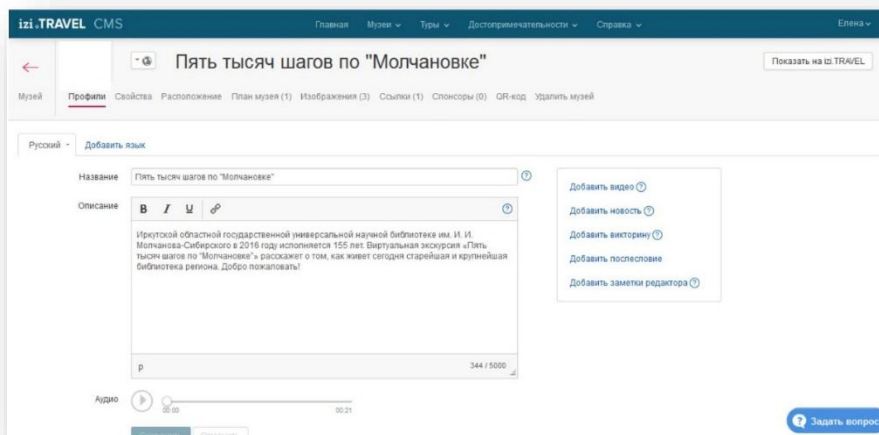 izi.TRAVEL CMS
Главная Музеи Туры Достопримечательности Справка Елена
Пять тысяч шагов по "Молчановке"
Показать на izi.TRAVEL
Музей Профили Свойства Расположение План музея (1) Изображения (3) Ссылки (1) Спонсоры (0) QR-код Удалить музей
Русский Добавить язык
Название Пять тысяч шагов по "Молчановке" ?
Описание B I U ?
Иркутской областной государственной универсальной научной библиотеке им. И. И.
Молчанова-Сибирского в 2016 году исполняется 155 лет. Виртуальная экскурсия «Пять
тысяч шагов по "Молчановке"» расскажет о том, как живет сегодня старейшая и крупнейшая
библиотека региона. Добро пожаловать!
p 344 / 5000
Добавить видео ?
Добавить новость ?
Добавить викторину ?
Добавить послесловие
Добавить заметки редактора ?
Аудио 00:00 00:21
? Задать вопрос